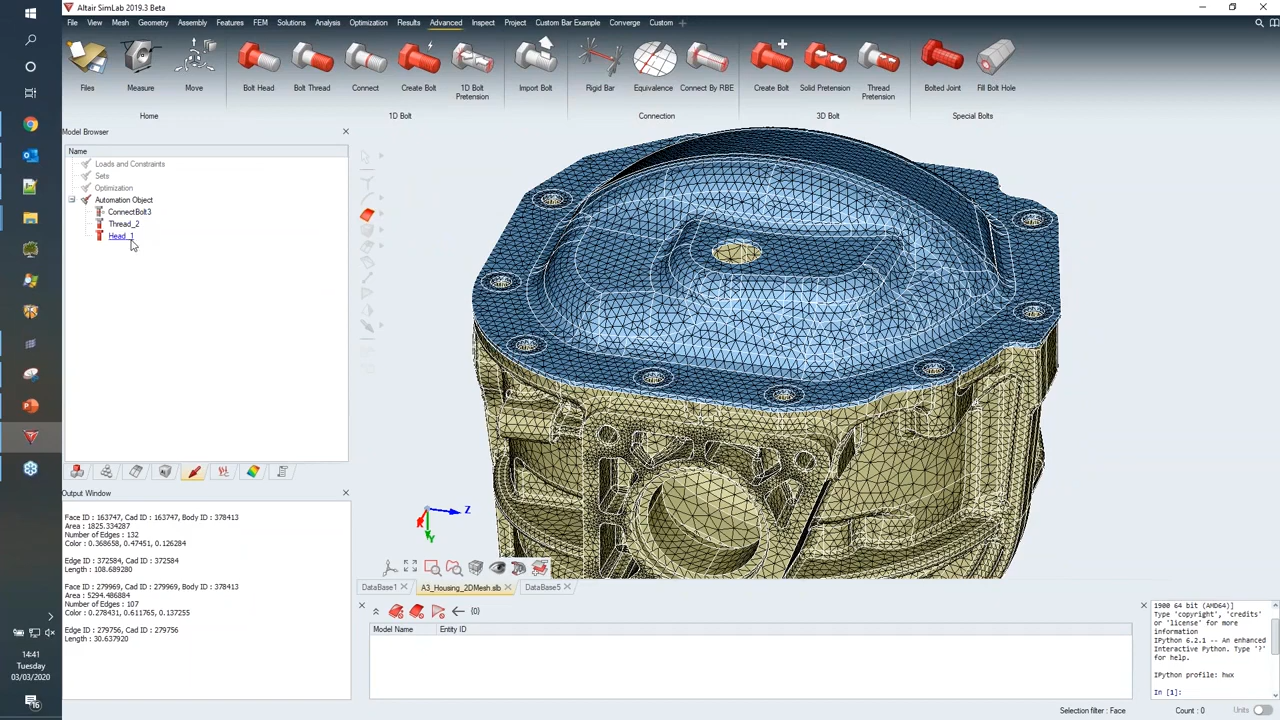 Altair SimLab 2019.3 Beta
File View Mesh Geometry Assembly Features FEM Solutions Analysis Optimization Results Advanced Inspect Project Custom Bar Example Converge Custom
Files Measure Move Bolt Head Bolt Thread Connect Create Bolt 1D Bolt Pretension Import Bolt Rigid Bar Equivalence Connect By RBE Create Bolt Solid Pretension Thread Pretension Bolted Joint Fill Bolt Hole
Home 1D Bolt Connection 3D Bolt Special Bolts
Model Browser
Name
Loads and Constraints
Sets
Optimization
Automation Object
ConnectBolt3
Thread_2
Head_1
Output Window
Face ID : 163747, Cad ID : 163747, Body ID : 378413
Area : 1825.334287
Number of Edges : 132
Color : 0.368658, 0.47451, 0.126284
Edge ID : 372584, Cad ID : 372584
Length : 108.689280
Face ID : 279969, Cad ID : 279969, Body ID : 378413
Area : 5294.486884
Number of Edges : 107
Color : 0.278431, 0.611765, 0.137255
Edge ID : 279756, Cad ID : 279756
Length : 30.637920
Z
Y
DataBase1 A3_Housing_2DMesh.slb DataBase5
{0}
Model Name Entity ID
1900 64 bit (AMD64)]
Type 'copyright', 'credits'
or 'license' for more
information
IPython 6.2.1 -- An enhanced
Interactive Python. Type '?'
for help.
IPython profile: hwx
In [1]:
Selection filter : Face Count : 0 Units
14:41
Tuesday
03/03/2020
16